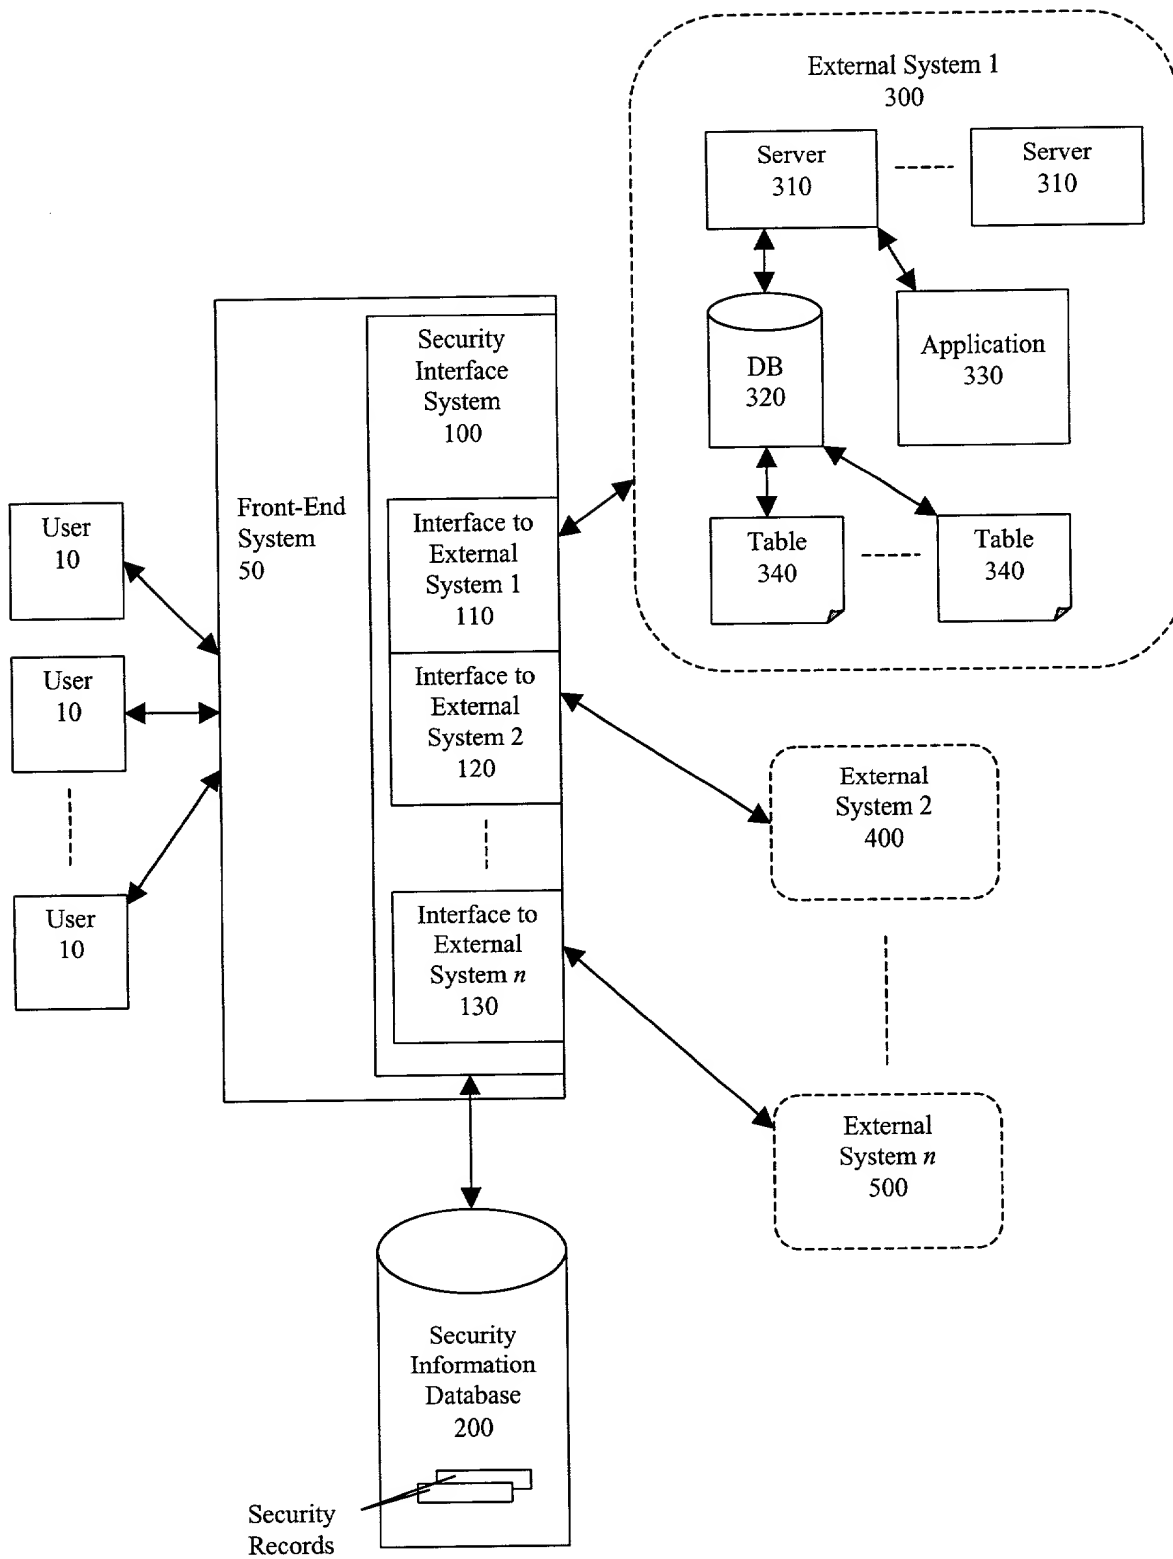 External System 1
300
Server
310
Server
310
DB
320
Application
330
Table
340
Table
340
Security
Interface
System
100
Front-End
System
50
Interface to
External
System 1
110
Interface to
External
System 2
120
Interface to
External
System n
130
User
10
User
10
User
10
External
System 2
400
External
System n
500
Security
Information
Database
200
Security
Records